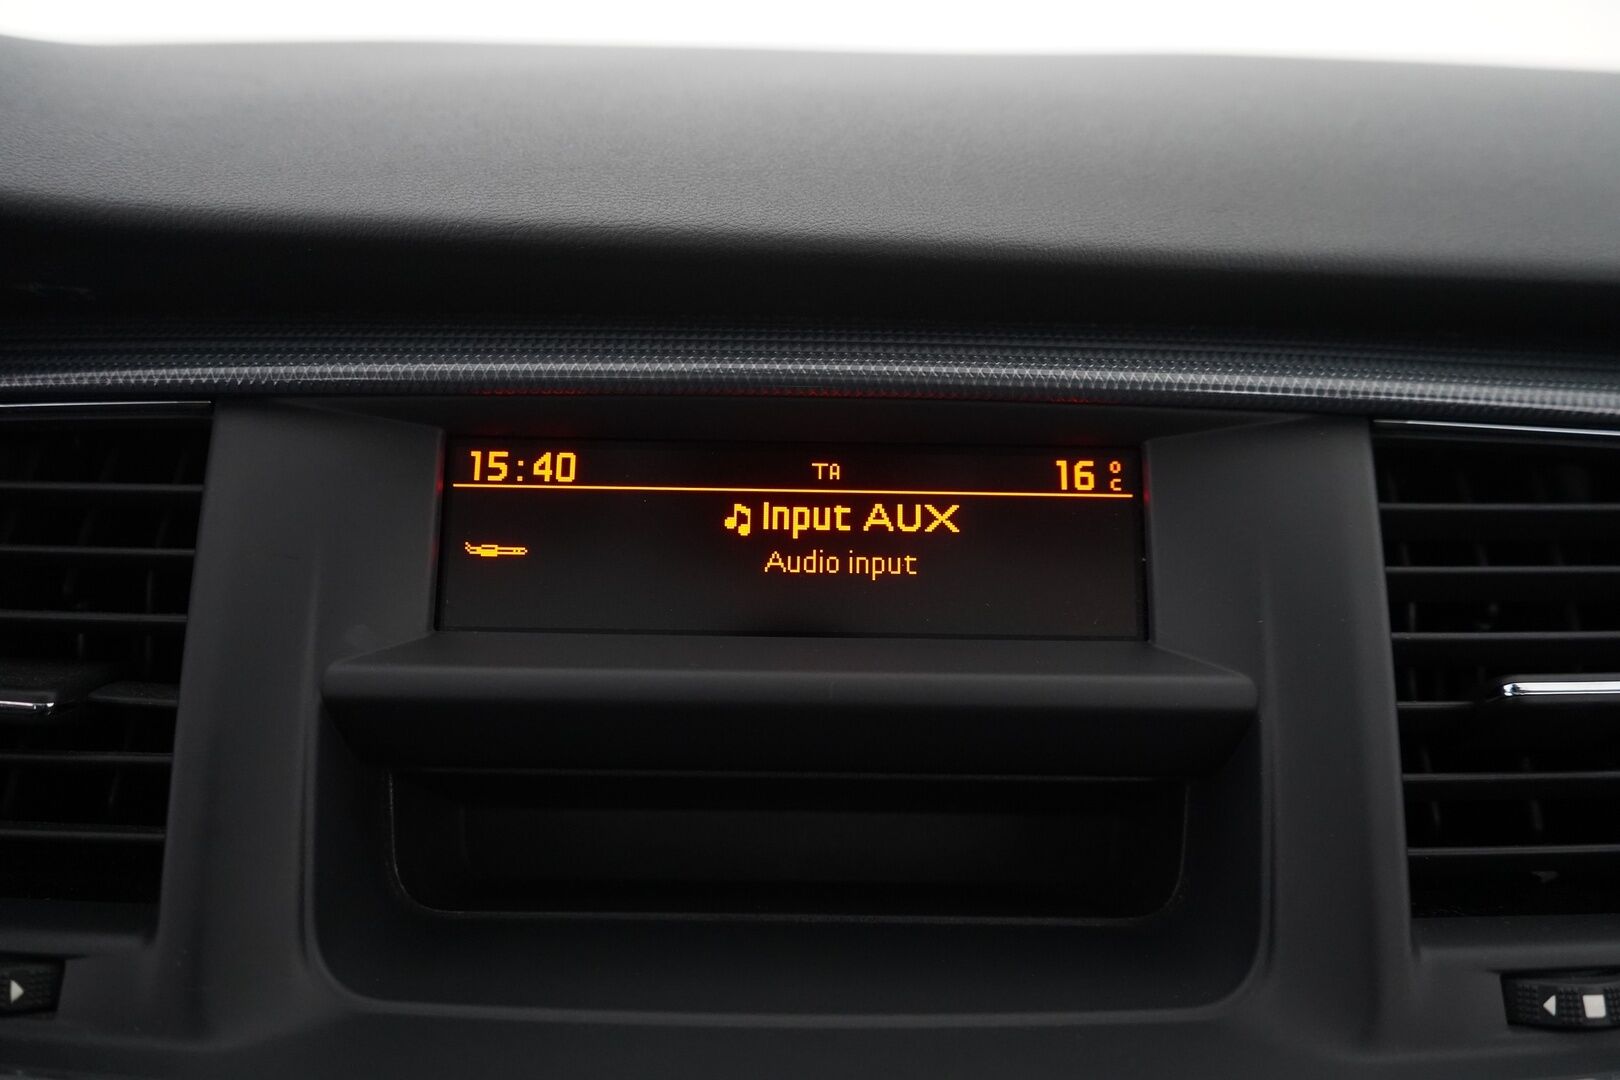 15:40 TA 16 °C
Input AUX
Audio input